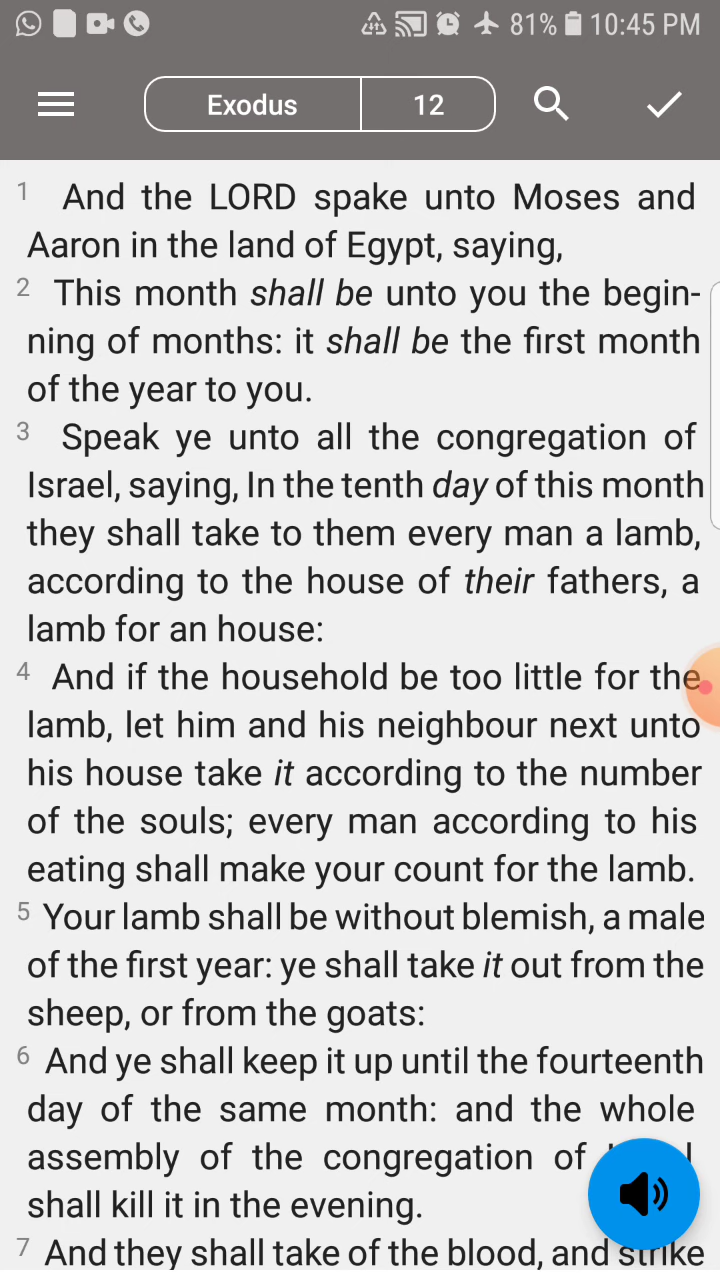 81% 10:45 PM
Exodus 12
1 And the LORD spake unto Moses and
Aaron in the land of Egypt, saying,
2 This month shall be unto you the begin-
ning of months: it shall be the first month
of the year to you.
3 Speak ye unto all the congregation of
Israel, saying, In the tenth day of this month
they shall take to them every man a lamb,
according to the house of their fathers, a
lamb for an house:
4 And if the household be too little for the
lamb, let him and his neighbour next unto
his house take it according to the number
of the souls; every man according to his
eating shall make your count for the lamb.
5 Your lamb shall be without blemish, a male
of the first year: ye shall take it out from the
sheep, or from the goats:
6 And ye shall keep it up until the fourteenth
day of the same month: and the whole
assembly of the congregation of
shall kill it in the evening.
7 And they shall take of the blood, and strike